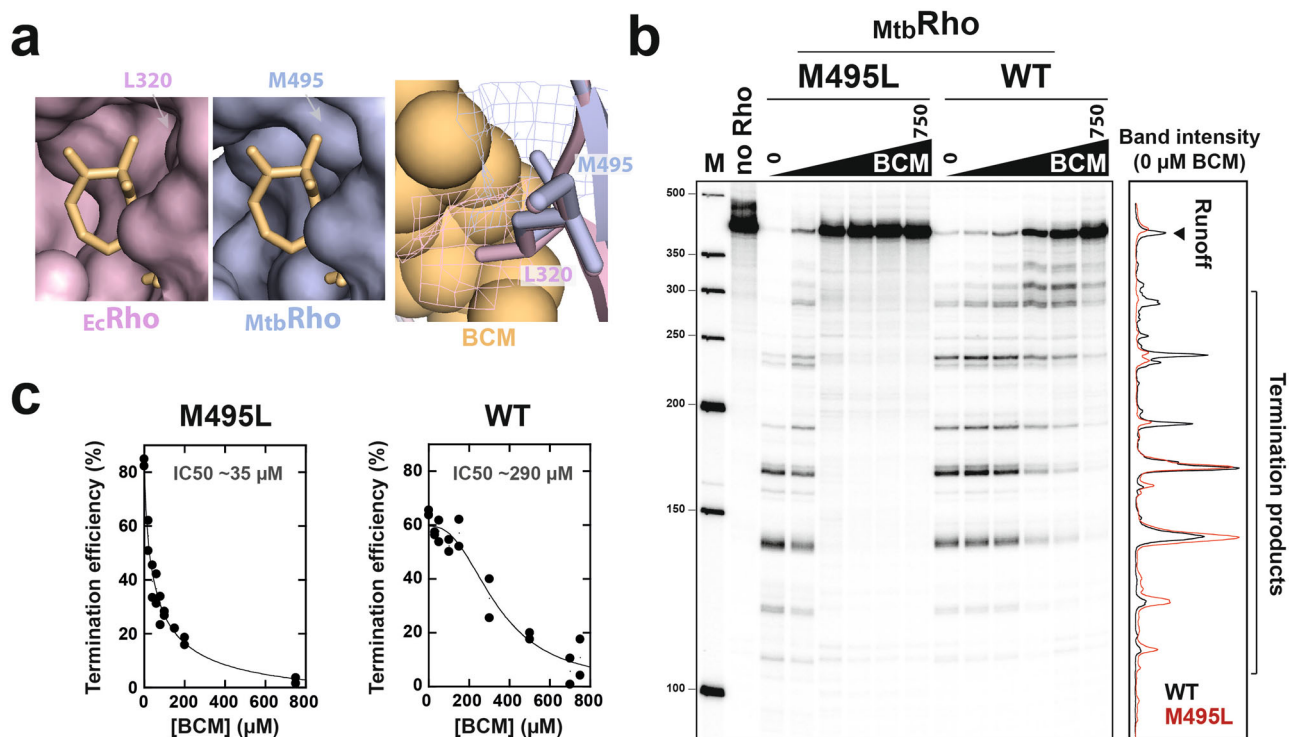 a
L320
M495
EcRho
MtbRho
M495
L320
BCM
b
MtbRho
M495L
WT
M
no Rho
0
750
BCM
0
750
BCM
Band intensity
(0 µM BCM)
500
350
300
250
200
150
100
Runoff
Termination products
WT
M495L
c
M495L
WT
Termination efficiency (%)
IC50 ~35 µM
80
60
40
20
0
0
200
400
600
800
[BCM] (µM)
Termination efficiency (%)
IC50 ~290 µM
80
60
40
20
0
0
200
400
600
800
[BCM] (µM)